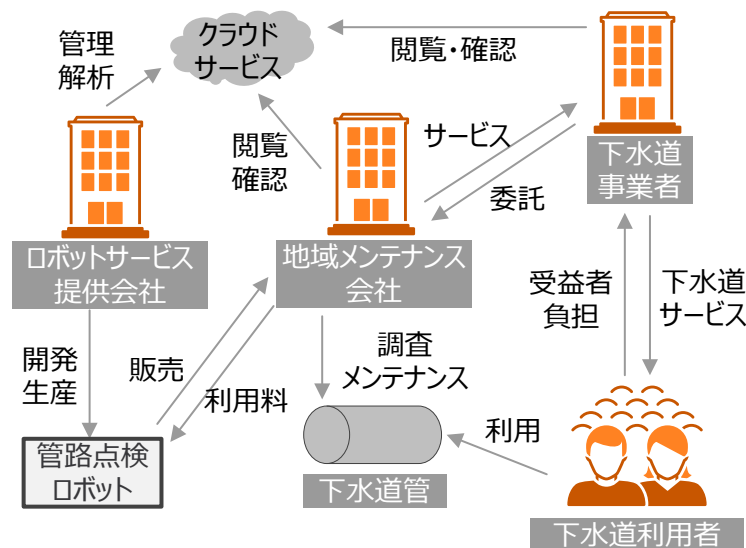 管理
解析
クラウド
サービス
閲覧・確認
閲覧
確認
サービス
委託
下水道
事業者
ロボットサービス
提供会社
地域メンテナンス
会社
受益者
負担
下水道
サービス
開発
生産
販売
利用料
調査
メンテナンス
管路点検
ロボット
下水道管
利用
下水道利用者